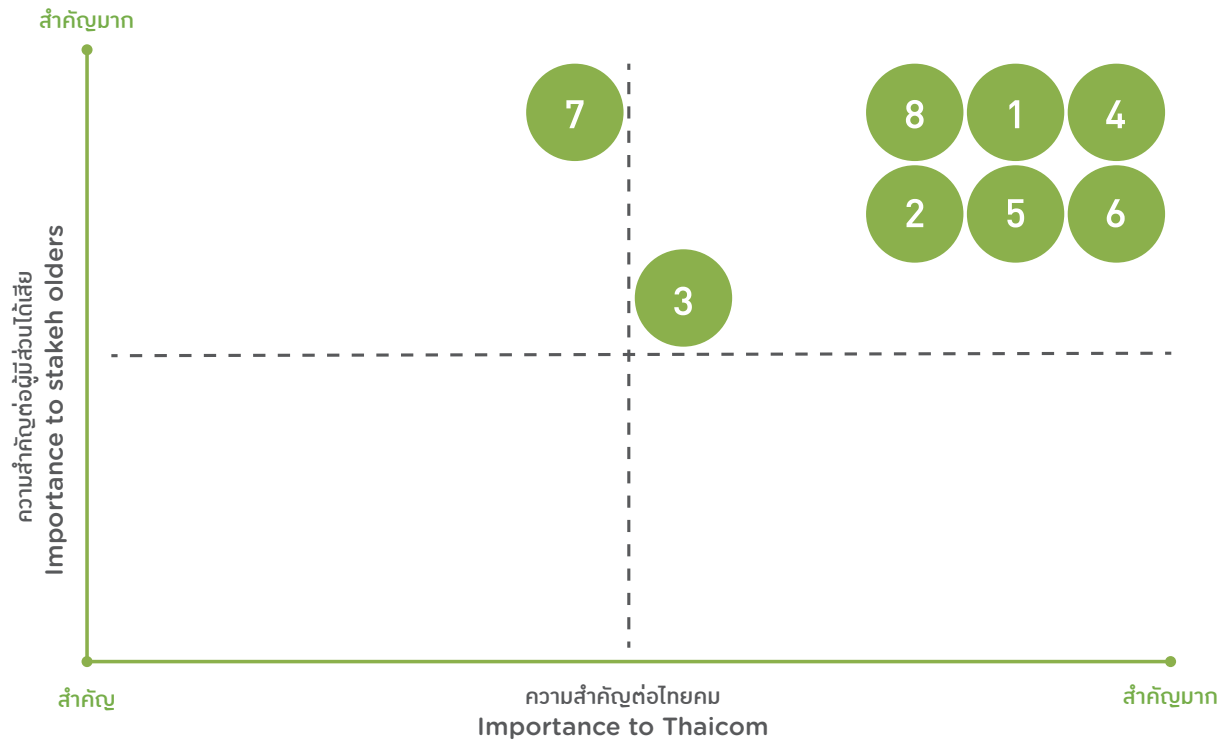 สำคัญมาก
7
8
1
4
2
5
6
3
ความสำคัญต่อผู้มีส่วนได้เสีย
Importance to stakeh olders
สำคัญ
ความสำคัญต่อไทยคม
สำคัญมาก
Importance to Thaicom